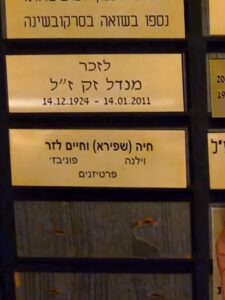 נספו בשואה בסרקובשינה
לזכר
מנדל זק ז"ל
14.12.1924 - 14.01.2011
חיה (שפירא) וחיים לזר
וילנה פוניבז'
פרטיזנים